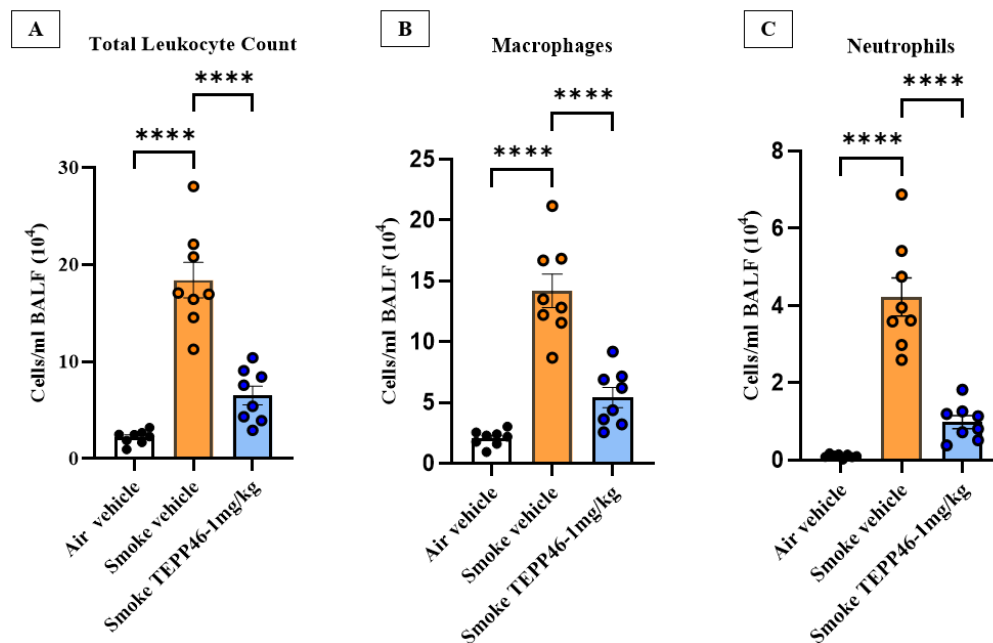 A
Total Leukocyte Count
****
****
Cells/ml BALF (10⁴)
30
20
10
0
Air vehicle
Smoke vehicle
Smoke TEPP46-1mg/kg
B
Macrophages
****
****
Cells/ml BALF (10⁴)
25
20
15
10
5
0
Air vehicle
Smoke vehicle
Smoke TEPP46-1mg/kg
C
Neutrophils
****
****
Cells/ml BALF (10⁴)
8
6
4
2
0
Air vehicle
Smoke vehicle
Smoke TEPP46-1mg/kg